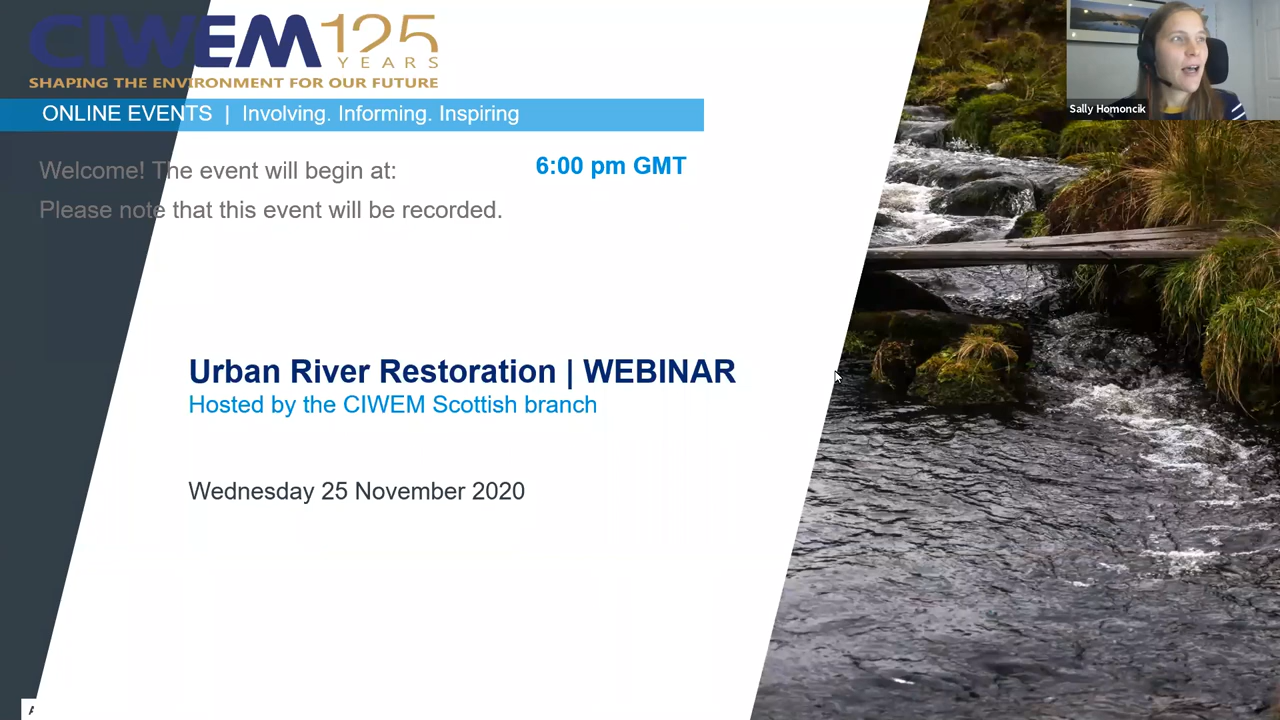 CIWEM 125
YEARS
SHAPING THE ENVIRONMENT FOR OUR FUTURE
ONLINE EVENTS | Involving. Informing. Inspiring
Welcome! The event will begin at: 6:00 pm GMT
Please note that this event will be recorded.
Sally Homoncik
Urban River Restoration | WEBINAR
Hosted by the CIWEM Scottish branch
Wednesday 25 November 2020